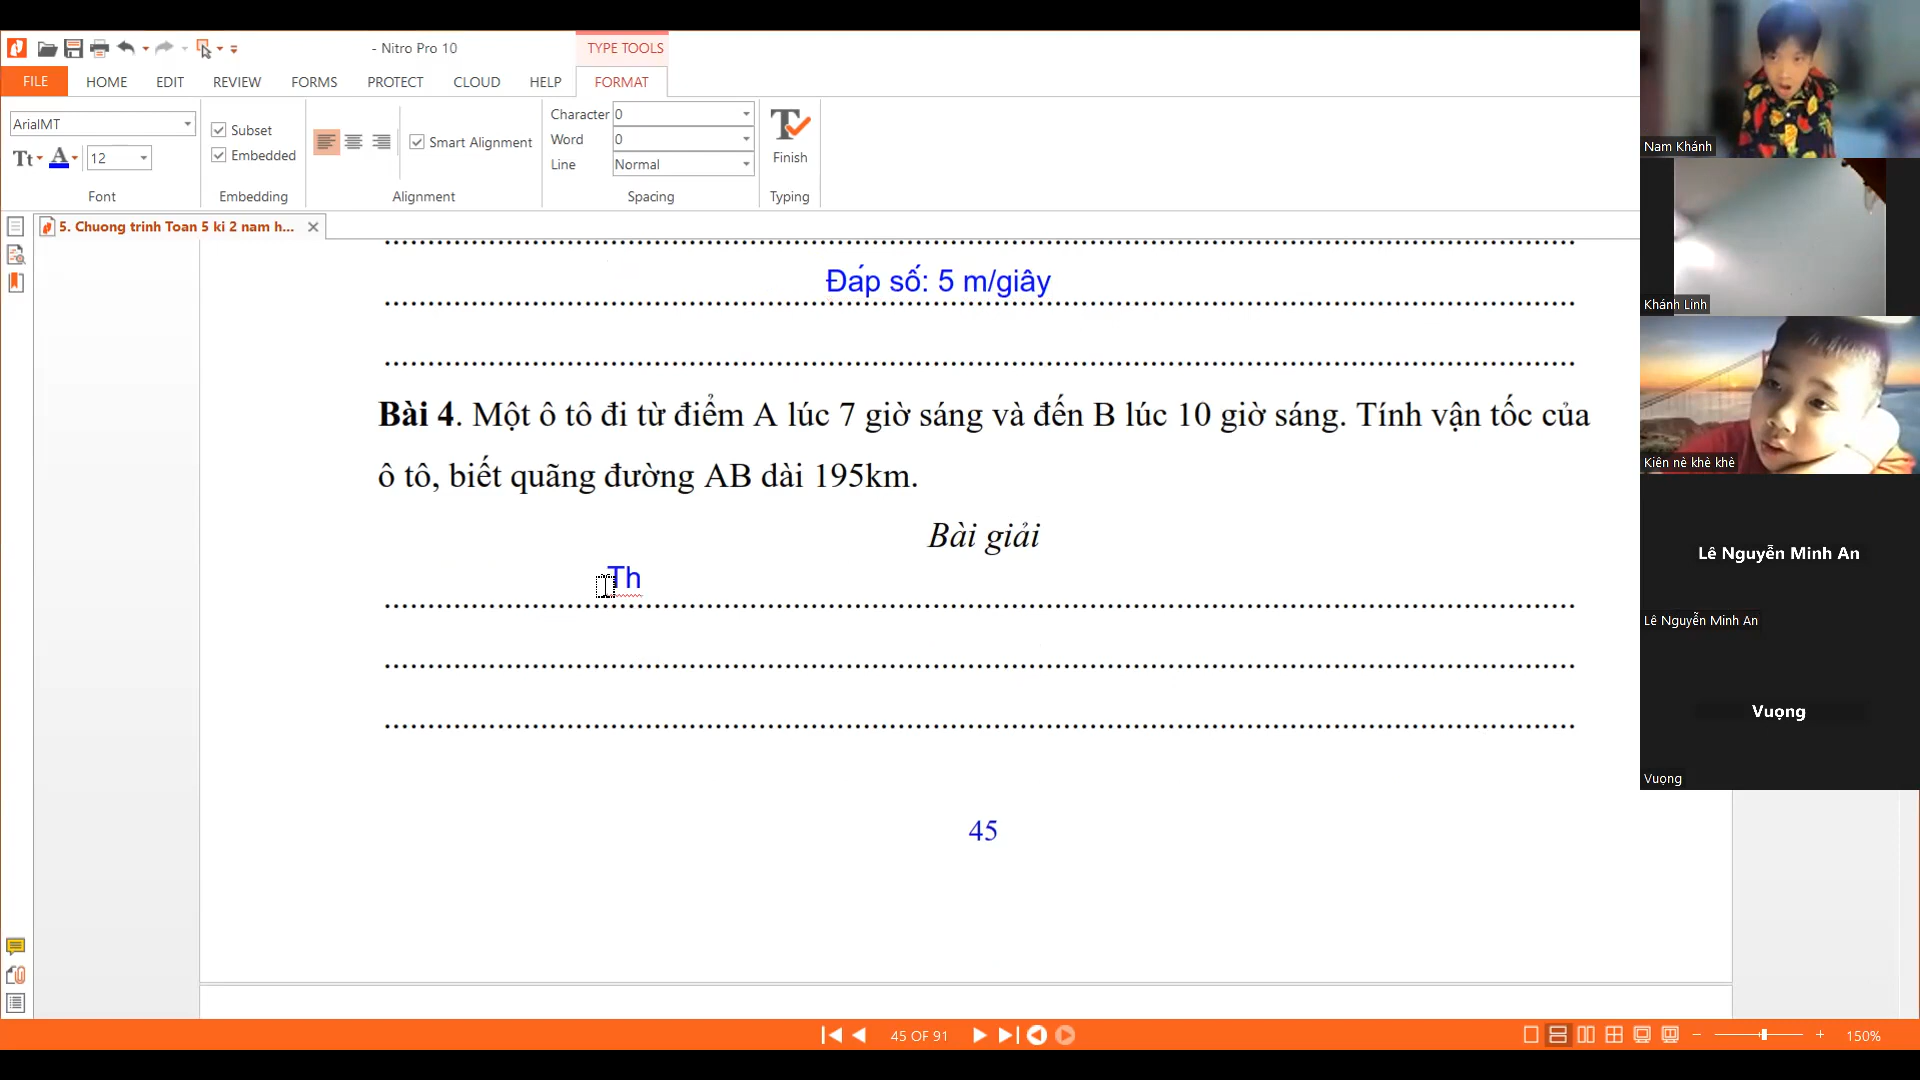 - Nitro Pro 10
TYPE TOOLS
FILE
HOME
EDIT
REVIEW
FORMS
PROTECT
CLOUD
HELP
FORMAT
ArialMT
12
Font
Subset
Embedded
Embedding
Smart Alignment
Alignment
Character 0
Word 0
Line Normal
Spacing
Finish
Typing
5. Chuong trinh Toan 5 ki 2 nam h...
Đáp số: 5 m/giây
Bài 4. Một ô tô đi từ điểm A lúc 7 giờ sáng và đến B lúc 10 giờ sáng. Tính vận tốc của
ô tô, biết quãng đường AB dài 195km.
Bài giải
Th
45
45 OF 91
150%
Nam Khánh
Khánh Linh
Kiên nè khè khè
Lê Nguyễn Minh An
Lê Nguyễn Minh An
Vuọng
Vuọng